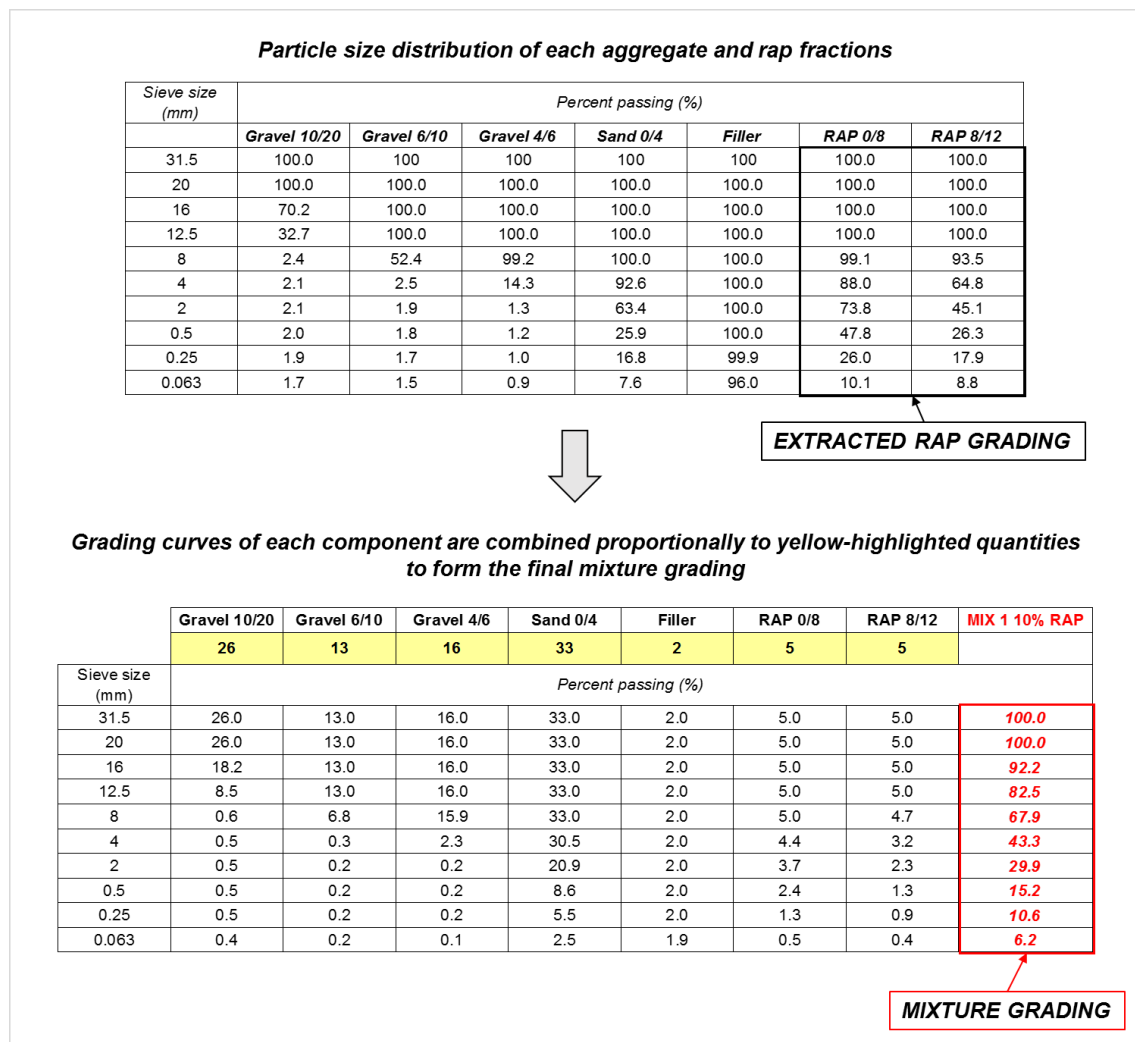 Particle size distribution of each aggregate and rap fractions
Sieve size (mm) Percent passing (%)
Gravel 10/20 Gravel 6/10 Gravel 4/6 Sand 0/4 Filler RAP 0/8 RAP 8/12
31.5 100.0 100 100 100 100 100.0 100.0
20 100.0 100.0 100.0 100.0 100.0 100.0 100.0
16 70.2 100.0 100.0 100.0 100.0 100.0 100.0
12.5 32.7 100.0 100.0 100.0 100.0 100.0 100.0
8 2.4 52.4 99.2 100.0 100.0 99.1 93.5
4 2.1 2.5 14.3 92.6 100.0 88.0 64.8
2 2.1 1.9 1.3 63.4 100.0 73.8 45.1
0.5 2.0 1.8 1.2 25.9 100.0 47.8 26.3
0.25 1.9 1.7 1.0 16.8 99.9 26.0 17.9
0.063 1.7 1.5 0.9 7.6 96.0 10.1 8.8
EXTRACTED RAP GRADING
Grading curves of each component are combined proportionally to yellow-highlighted quantities
to form the final mixture grading
Gravel 10/20 Gravel 6/10 Gravel 4/6 Sand 0/4 Filler RAP 0/8 RAP 8/12 MIX 1 10% RAP
26 13 16 33 2 5 5
Sieve size (mm) Percent passing (%)
31.5 26.0 13.0 16.0 33.0 2.0 5.0 5.0 100.0
20 26.0 13.0 16.0 33.0 2.0 5.0 5.0 100.0
16 18.2 13.0 16.0 33.0 2.0 5.0 5.0 92.2
12.5 8.5 13.0 16.0 33.0 2.0 5.0 5.0 82.5
8 0.6 6.8 15.9 33.0 2.0 5.0 4.7 67.9
4 0.5 0.3 2.3 30.5 2.0 4.4 3.2 43.3
2 0.5 0.2 0.2 20.9 2.0 3.7 2.3 29.9
0.5 0.5 0.2 0.2 8.6 2.0 2.4 1.3 15.2
0.25 0.5 0.2 0.2 5.5 2.0 1.3 0.9 10.6
0.063 0.4 0.2 0.1 2.5 1.9 0.5 0.4 6.2
MIXTURE GRADING